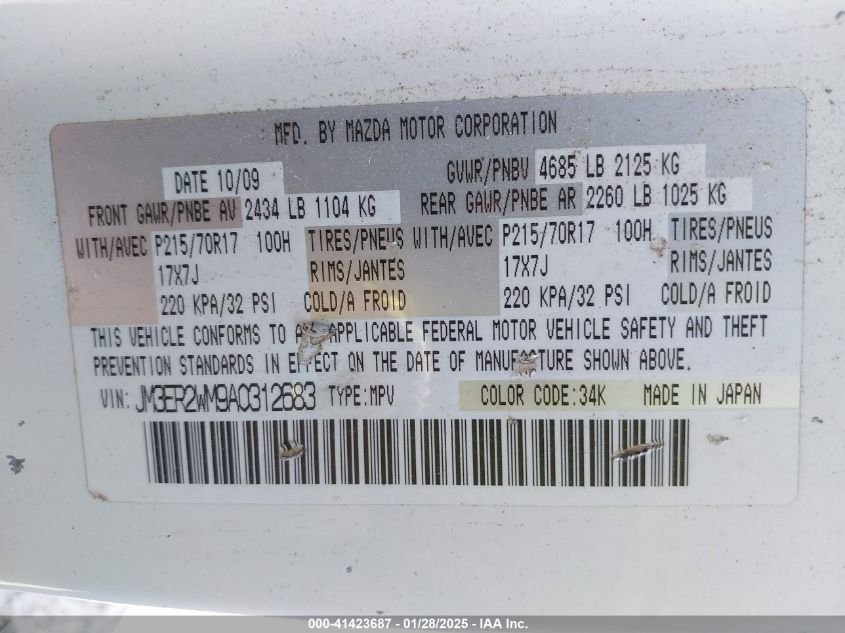 MFD. BY MAZDA MOTOR CORPORATION
DATE 10/09
GVWR/PNBV 4685 LB 2125 KG
FRONT GAWR/PNBE AV 2434 LB 1104 KG
REAR GAWR/PNBE AR 2260 LB 1025 KG
WITH/AVEC P215/70R17 100H TIRES/PNEUS WITH/AVEC P215/70R17 100H TIRES/PNEUS
17X7J RIMS/JANTES 17X7J RIMS/JANTES
220 KPA/32 PSI COLD/A FROID 220 KPA/32 PSI COLD/A FROID
THIS VEHICLE CONFORMS TO APPLICABLE FEDERAL MOTOR VEHICLE SAFETY AND THEFT
PREVENTION STANDARDS IN EFFECT ON THE DATE OF MANUFACTURE SHOWN ABOVE.
VIN: JM3ER2WM9A0312683 TYPE:MPV COLOR CODE:34K MADE IN JAPAN
000-41423687 - 01/28/2025 - IAA Inc.